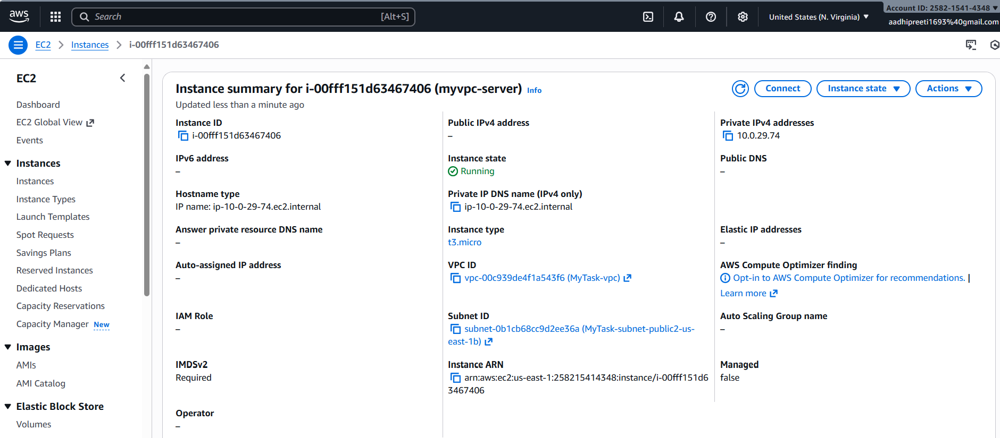 aws
Search [Alt+S]
United States (N. Virginia)
Account ID: 2582-1541-4348
aadhipreeti1693%40gmail.com
EC2 > Instances > i-00fff151d63467406
EC2
Dashboard
EC2 Global View
Events
Instances
Instances
Instance Types
Launch Templates
Spot Requests
Savings Plans
Reserved Instances
Dedicated Hosts
Capacity Reservations
Capacity Manager New
Images
AMIs
AMI Catalog
Elastic Block Store
Volumes
Instance summary for i-00fff151d63467406 (myvpc-server) Info
Updated less than a minute ago
Connect
Instance state
Actions
Instance ID
i-00fff151d63467406
Public IPv4 address
–
Private IPv4 addresses
10.0.29.74
IPv6 address
–
Instance state
Running
Public DNS
–
Hostname type
IP name: ip-10-0-29-74.ec2.internal
Private IP DNS name (IPv4 only)
ip-10-0-29-74.ec2.internal
Answer private resource DNS name
–
Instance type
t3.micro
Elastic IP addresses
–
Auto-assigned IP address
–
VPC ID
vpc-00c939de4f1a543f6 (MyTask-vpc)
AWS Compute Optimizer finding
Opt-in to AWS Compute Optimizer for recommendations. |
Learn more
IAM Role
–
Subnet ID
subnet-0b1cb68cc9d2ee36a (MyTask-subnet-public2-us-
east-1b)
Auto Scaling Group name
–
IMDSv2
Required
Instance ARN
arn:aws:ec2:us-east-1:258215414348:instance/i-00fff151d6
3467406
Managed
false
Operator
–